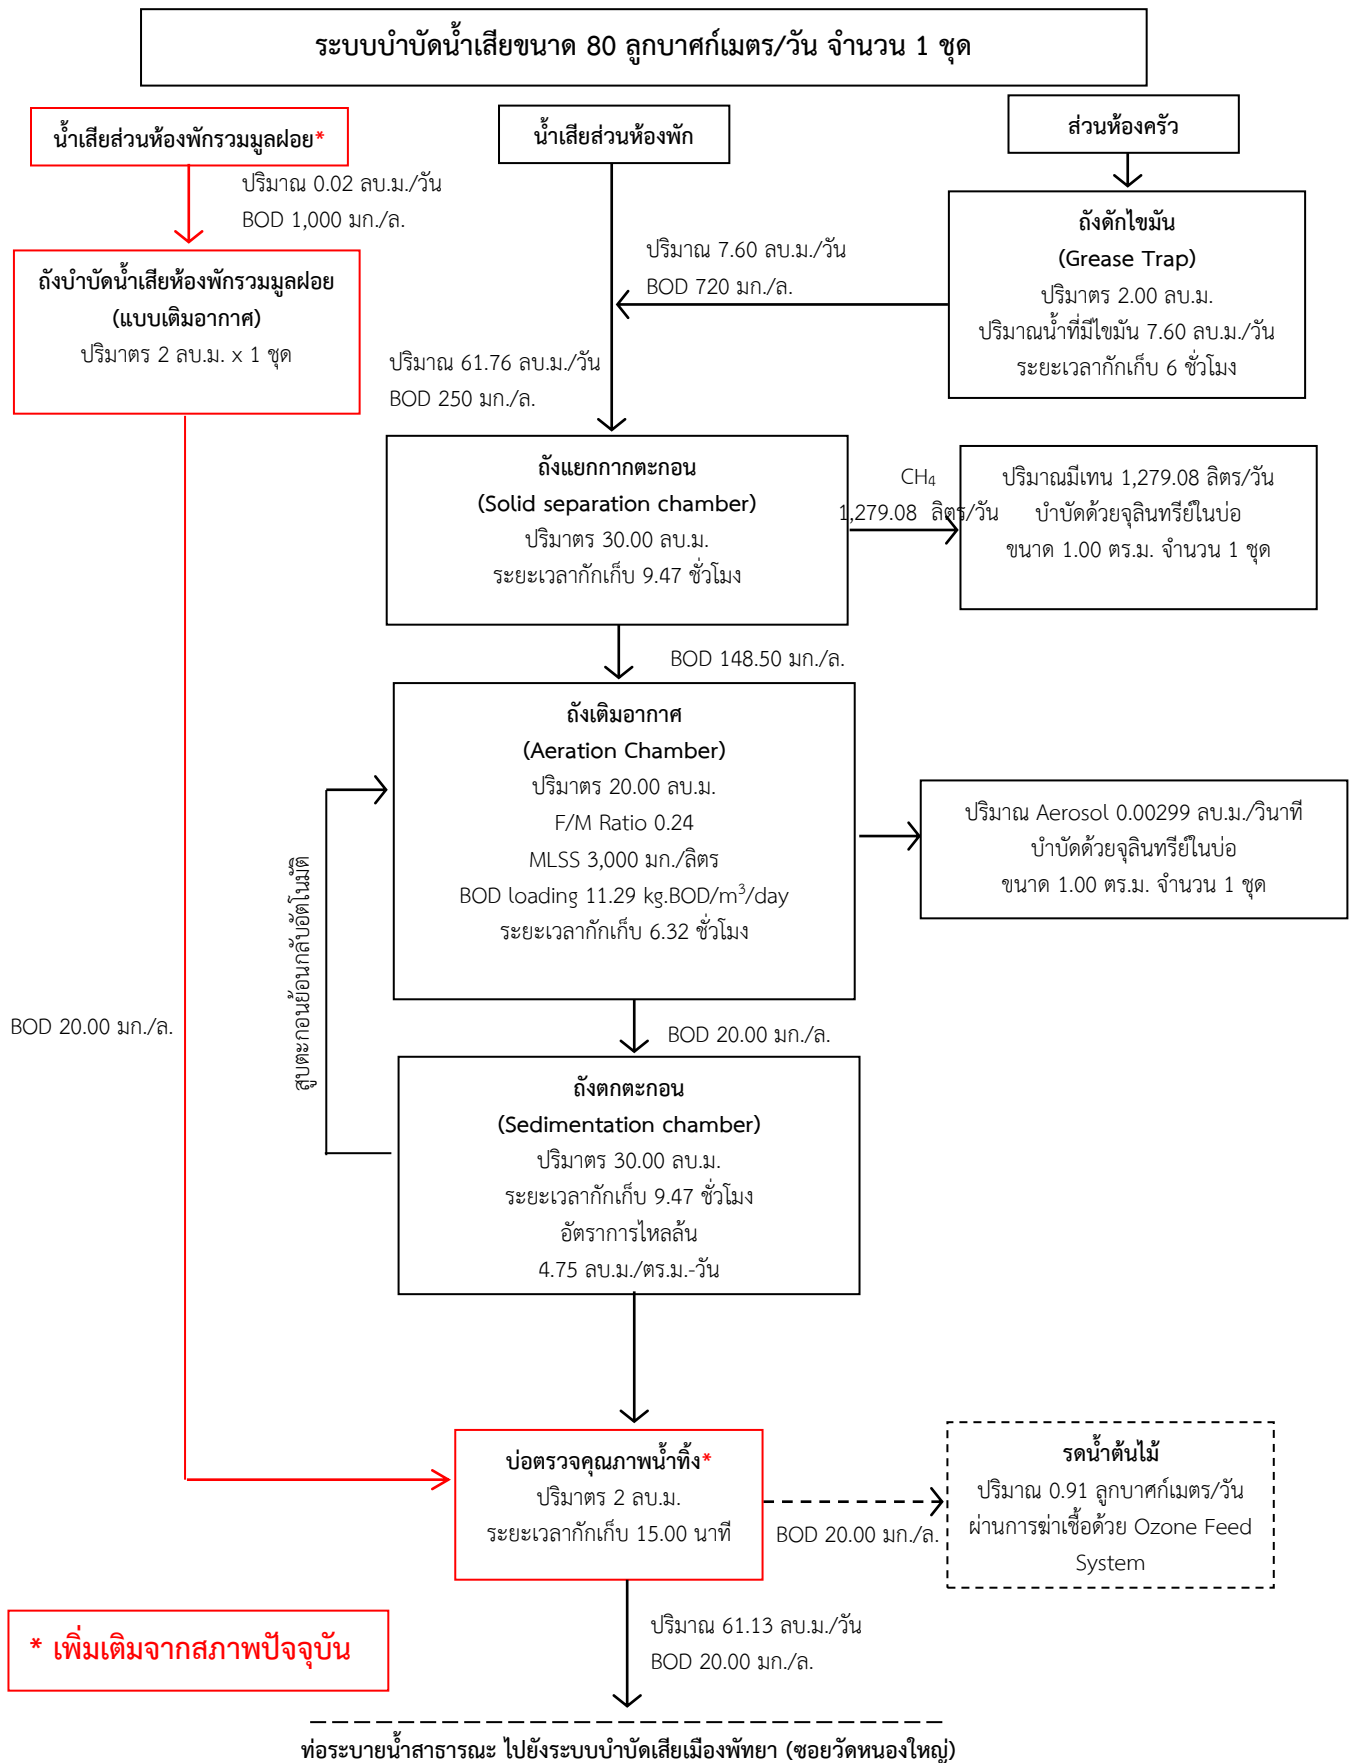 ระบบบำบัดน้ำเสียขนาด 80 ลูกบาศก์เมตร/วัน จำนวน 1 ชุด
น้ำเสียส่วนห้องพักรวมมูลฝอย*
น้ำเสียส่วนห้องพัก
ส่วนห้องครัว
ปริมาณ 0.02 ลบ.ม./วัน
BOD 1,000 มก./ล.
ถังดักไขมัน
(Grease Trap)
ปริมาตร 2.00 ลบ.ม.
ปริมาณน้ำที่มีไขมัน 7.60 ลบ.ม./วัน
ระยะเวลากักเก็บ 6 ชั่วโมง
ปริมาณ 7.60 ลบ.ม./วัน
BOD 720 มก./ล.
ถังบำบัดน้ำเสียห้องพักรวมมูลฝอย
(แบบเติมอากาศ)
ปริมาตร 2 ลบ.ม. x 1 ชุด
ปริมาณ 61.76 ลบ.ม./วัน
BOD 250 มก./ล.
ถังแยกกากตะกอน
(Solid separation chamber)
ปริมาตร 30.00 ลบ.ม.
ระยะเวลากักเก็บ 9.47 ชั่วโมง
CH₄
1,279.08 ลิตร/วัน
ปริมาณมีเทน 1,279.08 ลิตร/วัน
บำบัดด้วยจุลินทรีย์ในบ่อ
ขนาด 1.00 ตร.ม. จำนวน 1 ชุด
BOD 148.50 มก./ล.
ถังเติมอากาศ
(Aeration Chamber)
ปริมาตร 20.00 ลบ.ม.
F/M Ratio 0.24
MLSS 3,000 มก./ลิตร
BOD loading 11.29 kg.BOD/m³/day
ระยะเวลากักเก็บ 6.32 ชั่วโมง
ปริมาณ Aerosol 0.00299 ลบ.ม./วินาที
บำบัดด้วยจุลินทรีย์ในบ่อ
ขนาด 1.00 ตร.ม. จำนวน 1 ชุด
สูบตะกอนย้อนกลับอัตโนมัติ
BOD 20.00 มก./ล.
BOD 20.00 มก./ล.
ถังตกตะกอน
(Sedimentation chamber)
ปริมาตร 30.00 ลบ.ม.
ระยะเวลากักเก็บ 9.47 ชั่วโมง
อัตราการไหลล้น
4.75 ลบ.ม./ตร.ม.-วัน
บ่อตรวจคุณภาพน้ำทิ้ง*
ปริมาตร 2 ลบ.ม.
ระยะเวลากักเก็บ 15.00 นาที
BOD 20.00 มก./ล.
รดน้ำต้นไม้
ปริมาณ 0.91 ลูกบาศก์เมตร/วัน
ผ่านการฆ่าเชื้อด้วย Ozone Feed
System
* เพิ่มเติมจากสภาพปัจจุบัน
ปริมาณ 61.13 ลบ.ม./วัน
BOD 20.00 มก./ล.
ท่อระบายน้ำสาธารณะ ไปยังระบบบำบัดเสียเมืองพัทยา (ซอยวัดหนองใหญ่)